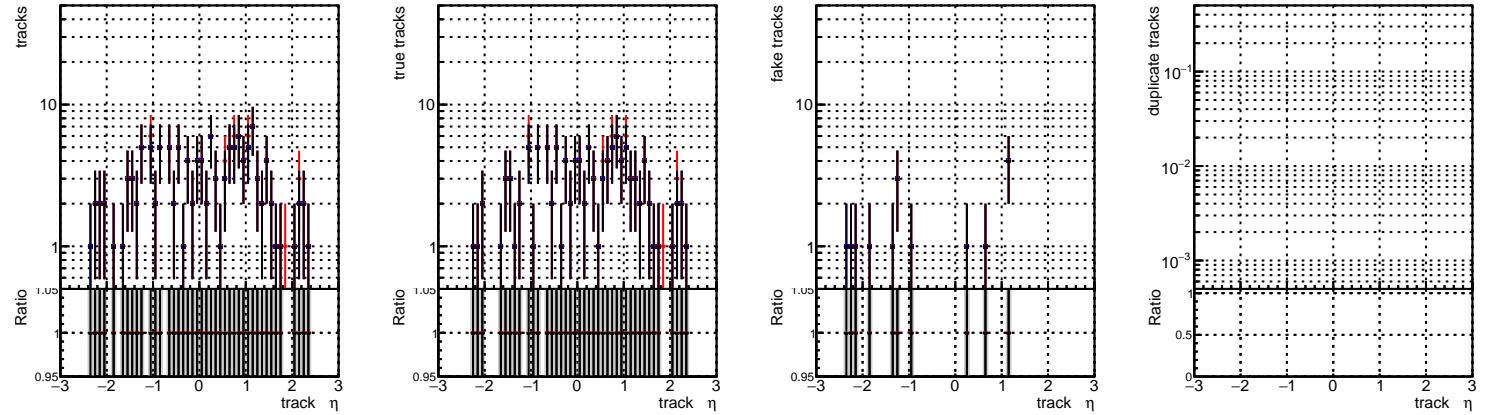 tracks
10
1
1.05
Ratio
1
0.95
−3 −2 −1 0 1 2 3
track η
true tracks
10
1
1.05
Ratio
1
0.95
−3 −2 −1 0 1 2 3
track η
fake tracks
10
1
1.05
Ratio
1
0.95
−3 −2 −1 0 1 2 3
track η
duplicate tracks
10−1
10−2
10−3
Ratio
1
0.5
0
−3 −2 −1 0 1 2 3
track η